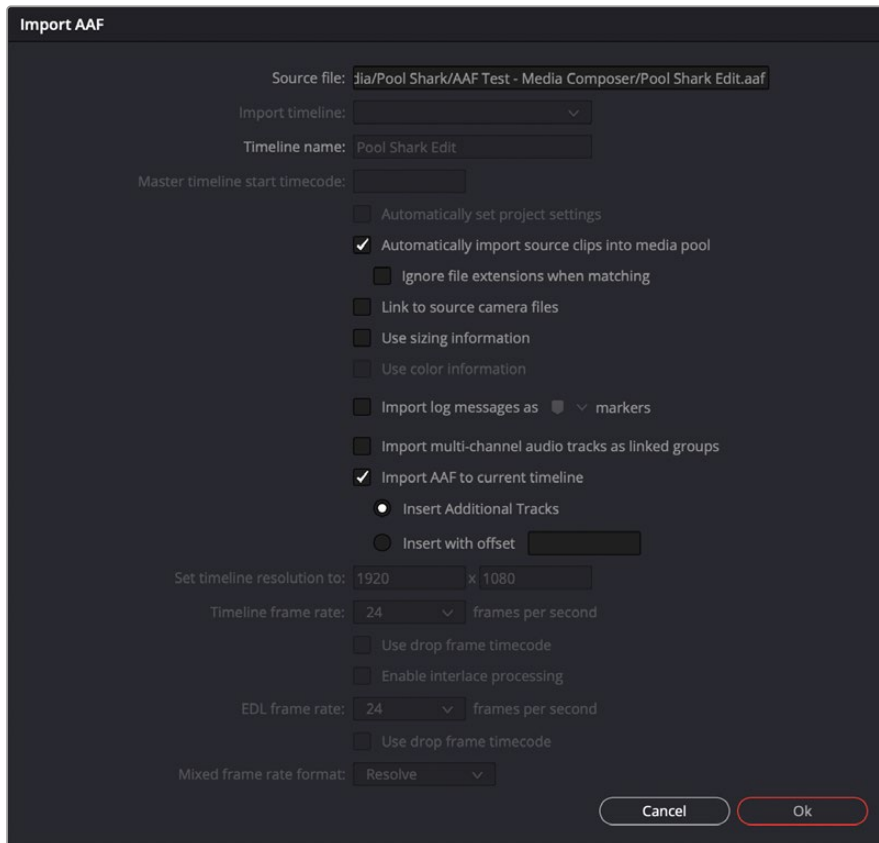 Import AAF
Source file: dia/Pool Shark/AAF Test - Media Composer/Pool Shark Edit.aaf
Import timeline:
Timeline name: Pool Shark Edit
Master timeline start timecode:
Automatically set project settings
Automatically import source clips into media pool
Ignore file extensions when matching
Link to source camera files
Use sizing information
Use color information
Import log messages as markers
Import multi-channel audio tracks as linked groups
Import AAF to current timeline
Insert Additional Tracks
Insert with offset
Set timeline resolution to: 1920 x 1080
Timeline frame rate: 24 frames per second
Use drop frame timecode
Enable interlace processing
EDL frame rate: 24 frames per second
Use drop frame timecode
Mixed frame rate format: Resolve
Cancel Ok